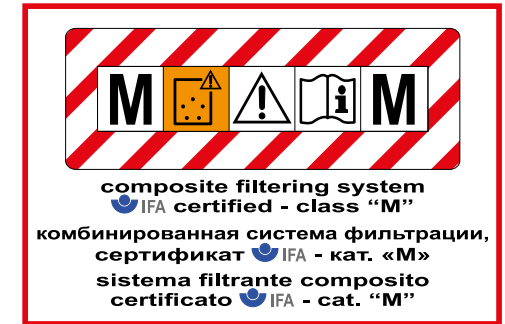 M M
composite filtering system
IFA certified - class “M”
комбинированная система фильтрации,
сертификат IFA - кат. «М»
sistema filtrante composito
certificato IFA - cat. “M”